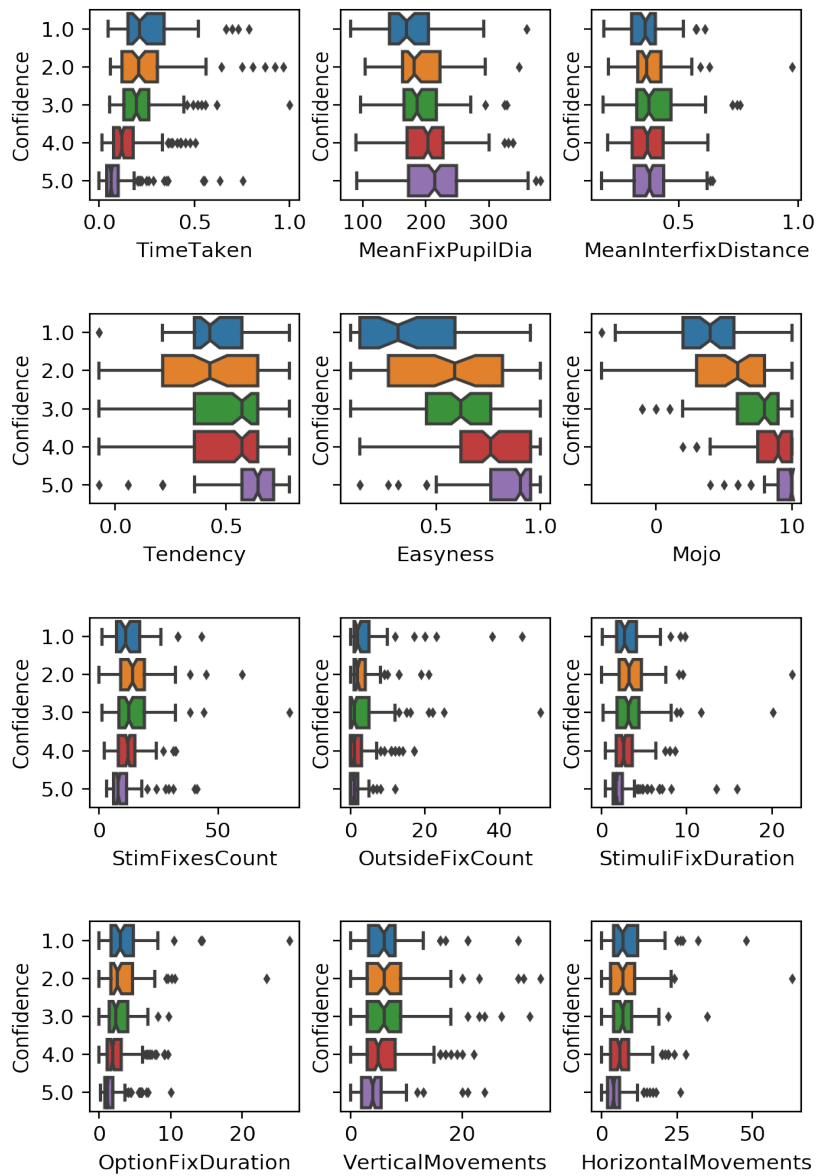 Confidence
1.0
2.0
3.0
4.0
5.0
0.0 0.5 1.0
TimeTaken
Confidence
100 200 300
MeanFixPupilDia
Confidence
0.5 1.0
MeanInterfixDistance
Confidence
1.0
2.0
3.0
4.0
5.0
0.0 0.5
Tendency
Confidence
0.5 1.0
Easyness
Confidence
0 10
Mojo
Confidence
1.0
2.0
3.0
4.0
5.0
0 50
StimFixesCount
Confidence
0 20 40
OutsideFixCount
Confidence
0 10 20
StimuliFixDuration
Confidence
1.0
2.0
3.0
4.0
5.0
0 10 20
OptionFixDuration
Confidence
0 20
VerticalMovements
Confidence
0 25 50
HorizontalMovements